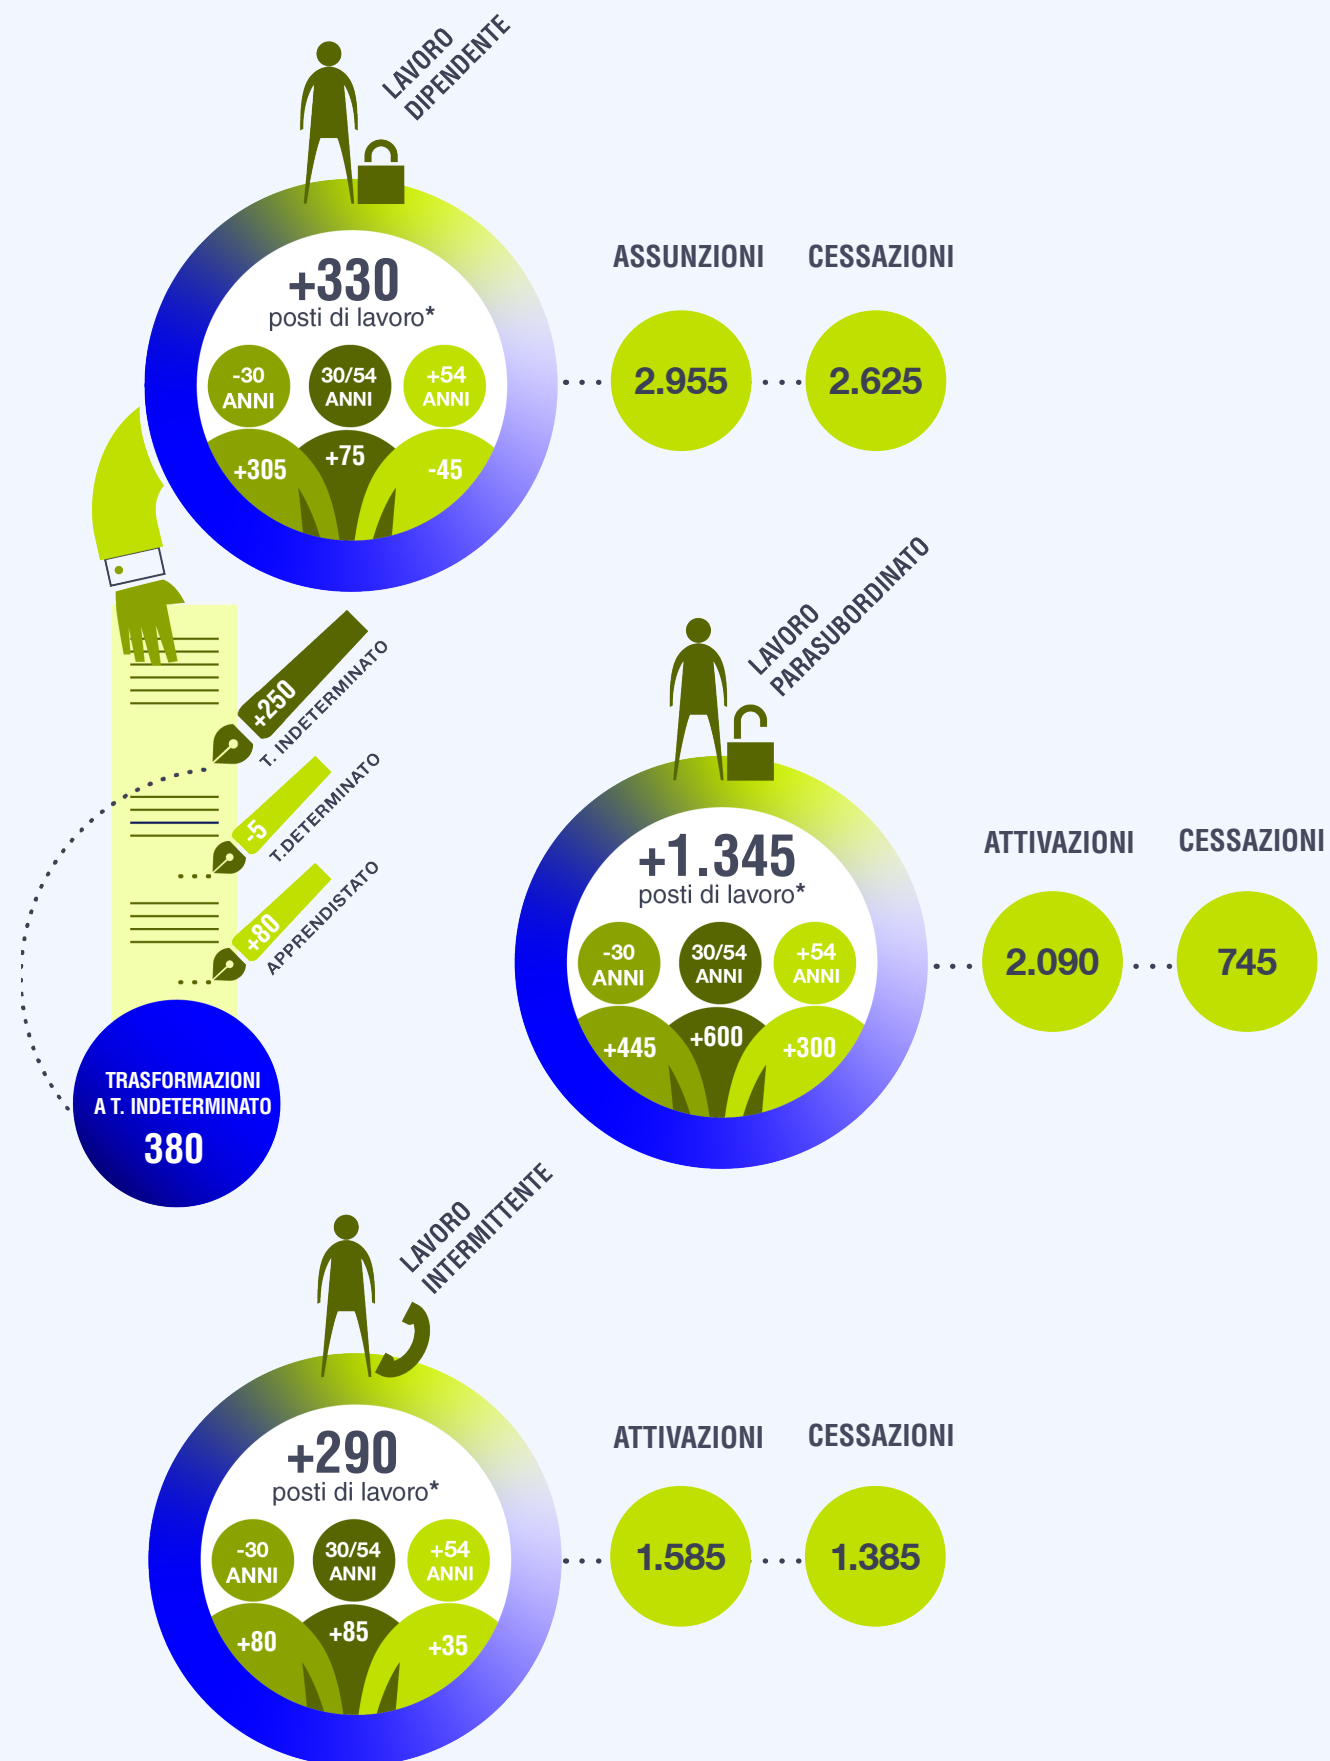 LAVORO
DIPENDENTE
+330
posti di lavoro*
-30
ANNI
30/54
ANNI
+54
ANNI
+305
+75
-45
ASSUNZIONI
CESSAZIONI
2.955
2.625
+250
T. INDETERMINATO
-5
T.DETERMINATO
+80
APPRENDISTATO
TRASFORMAZIONI
A T. INDETERMINATO
380
LAVORO
PARASUBORDINATO
+1.345
posti di lavoro*
-30
ANNI
30/54
ANNI
+54
ANNI
+445
+600
+300
ATTIVAZIONI
CESSAZIONI
2.090
745
LAVORO
INTERMITTENTE
+290
posti di lavoro*
-30
ANNI
30/54
ANNI
+54
ANNI
+80
+85
+35
ATTIVAZIONI
CESSAZIONI
1.585
1.385